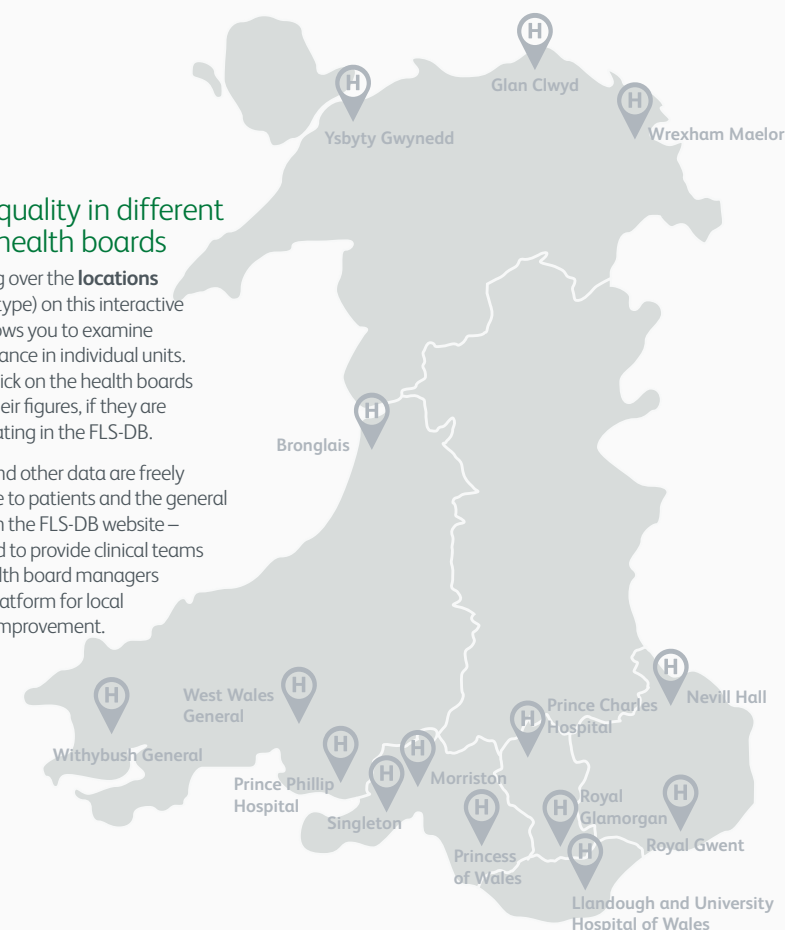 H
Glan Clwyd
H
Ysbyty Gwynedd
H
Wrexham Maelor
quality in different
health boards
g over the locations
type) on this interactive
ows you to examine
ance in individual units.
ick on the health boards
eir figures, if they are
ating in the FLS-DB.
nd other data are freely
e to patients and the general
n the FLS-DB website –
d to provide clinical teams
lth board managers
atform for local
improvement.
H
Bronglais
H
Withybush General
H
West Wales
General
H
Prince Phillip
Hospital
H
Singleton
H
Morriston
H
Princess
of Wales
H
Prince Charles
Hospital
H
Royal
Glamorgan
H
Nevill Hall
H
Royal Gwent
H
Llandough and University
Hospital of Wales